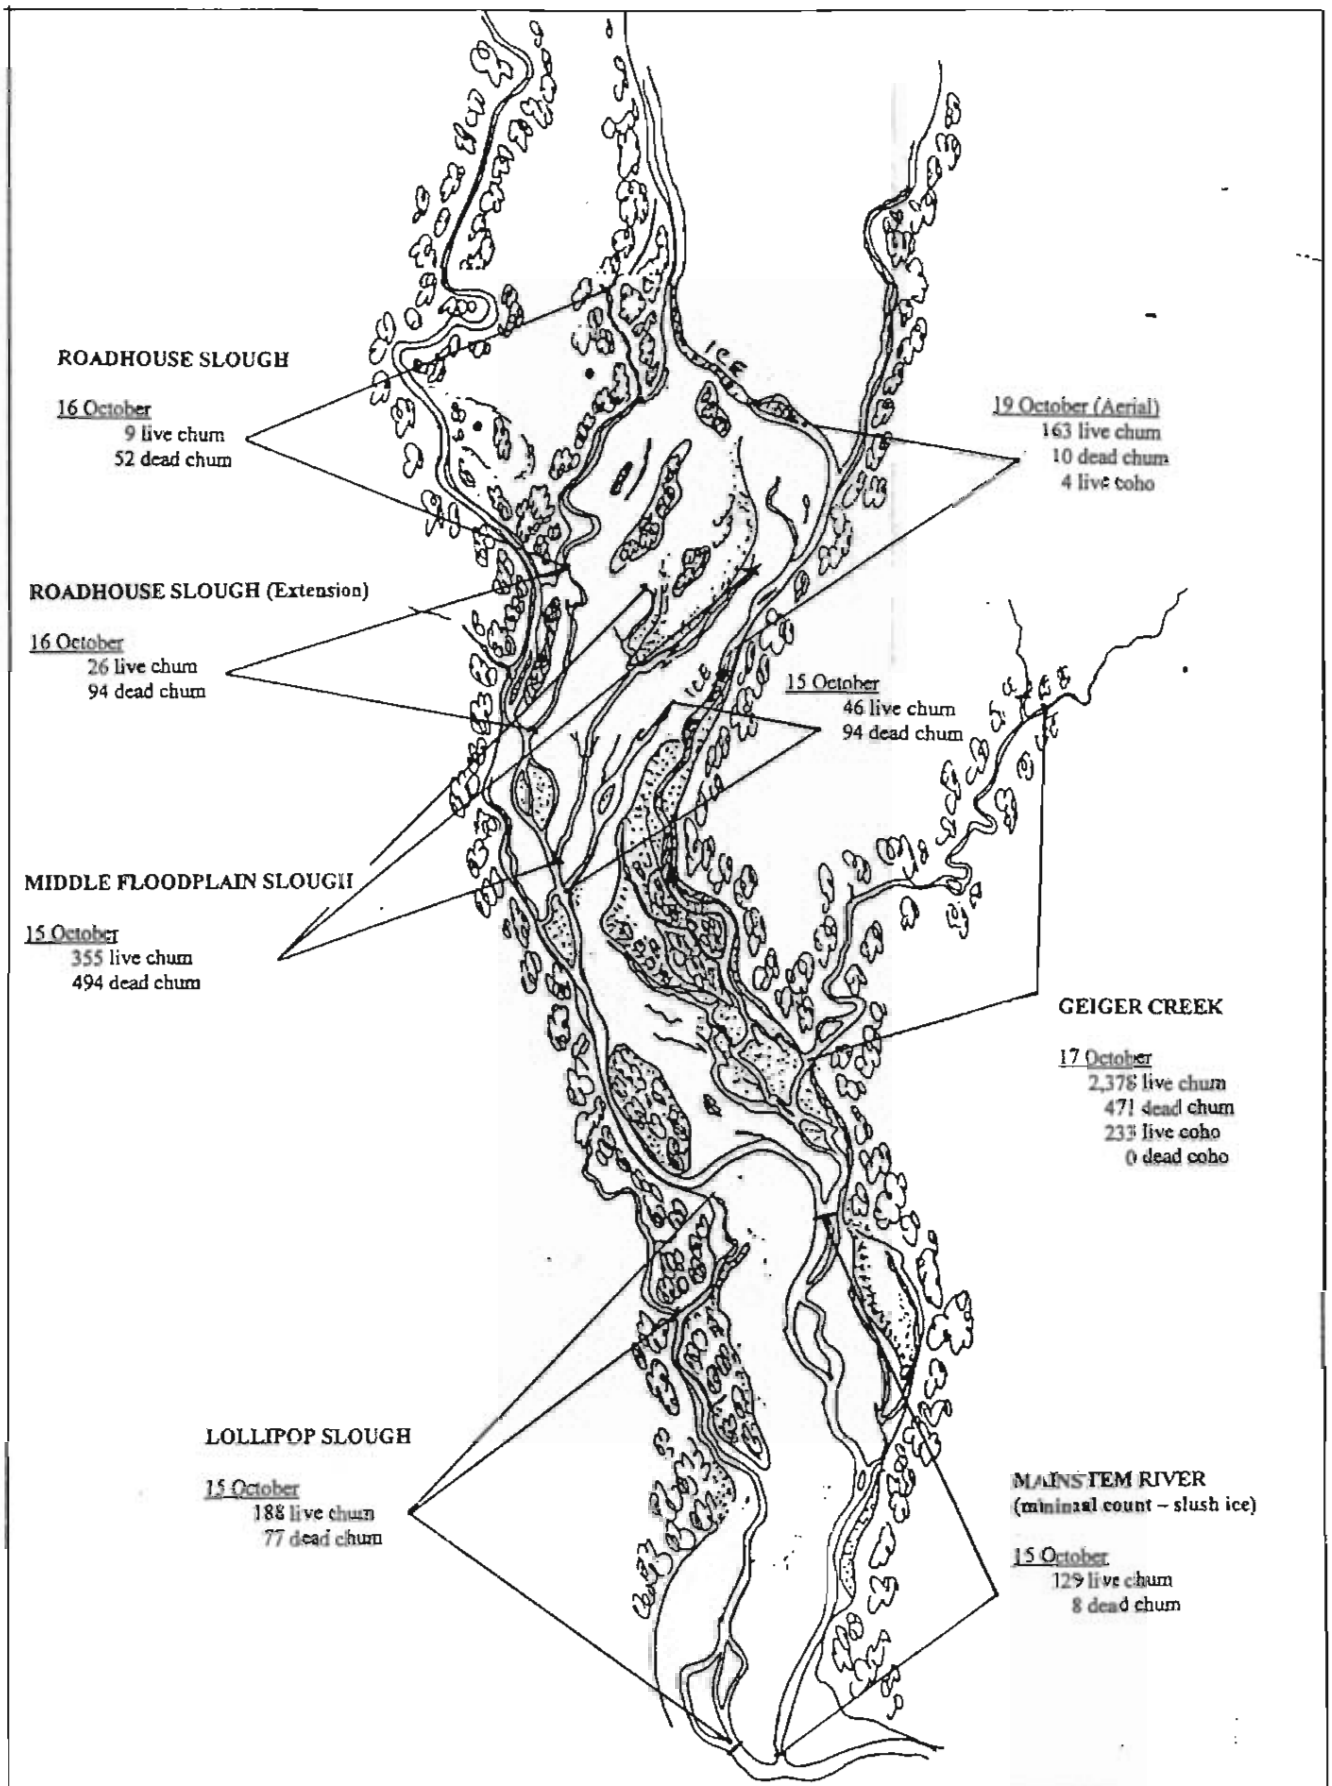 ICE
ROADHOUSE SLOUGH
16 October
9 live chum
52 dead chum
19 October (Aerial)
163 live chum
10 dead chum
4 live coho
ROADHOUSE SLOUGH (Extension)
16 October
26 live chum
94 dead chum
ICE
15 October
46 live chum
94 dead chum
MIDDLE FLOODPLAIN SLOUGH
15 October
355 live chum
494 dead chum
GEIGER CREEK
17 October
2,378 live chum
471 dead chum
233 live coho
0 dead coho
LOLLIPOP SLOUGH
15 October
188 live chum
77 dead chum
MAINSTEM RIVER
(minimal count – slush ice)
15 October
129 live chum
8 dead chum